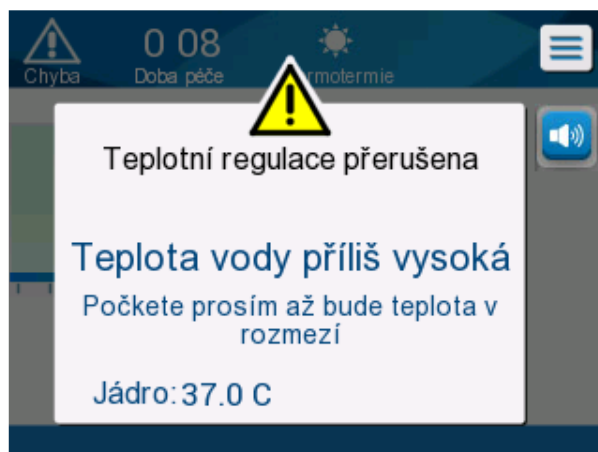 0 08
Chyba
Doba péče
rmotermie
Teplotní regulace přerušena
Teplota vody příliš vysoká
Počkete prosím až bude teplota v
rozmezí
Jádro: 37.0 C